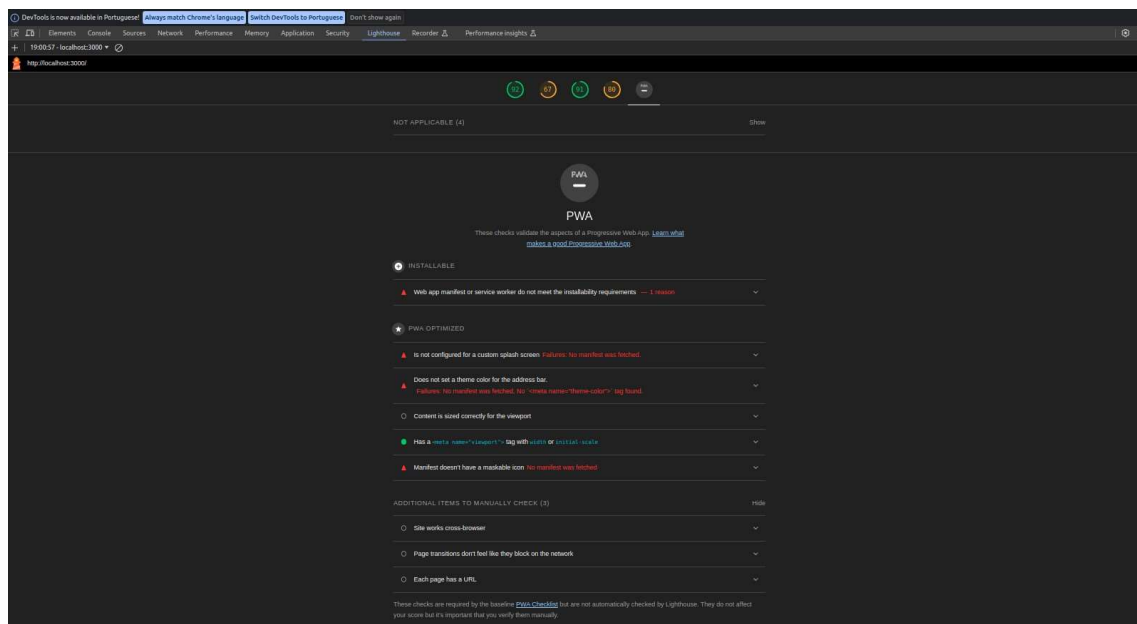 DevTools is now available in Portuguese! Always match Chrome's language Switch DevTools to Portuguese Don't show again
Elements Console Sources Network Performance Memory Application Security Lighthouse Recorder Performance insights
19:00:57 - localhost:3000
http://localhost:3000/
92 67 91 80
NOT APPLICABLE (4) Show
PWA
PWA
These checks validate the aspects of a Progressive Web App. Learn what
makes a good Progressive Web App.
INSTALLABLE
Web app manifest or service worker do not meet the installability requirements — 1 reason
PWA OPTIMIZED
Is not configured for a custom splash screen Failures: No manifest was fetched.
Does not set a theme color for the address bar.
Failures: No manifest was fetched, No `<meta name="theme-color">` tag found.
Content is sized correctly for the viewport
Has a <meta name="viewport"> tag with width or initial-scale
Manifest doesn't have a maskable icon No manifest was fetched
ADDITIONAL ITEMS TO MANUALLY CHECK (3) Hide
Site works cross-browser
Page transitions don't feel like they block on the network
Each page has a URL
These checks are required by the baseline PWA Checklist but are not automatically checked by Lighthouse. They do not affect
your score but it's important that you verify them manually.